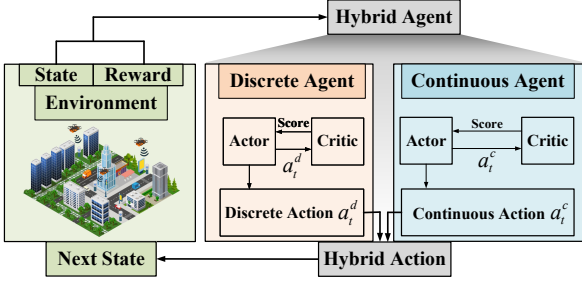 Hybrid Agent
State
Reward
Environment
Discrete Agent
Continuous Agent
Score
Actor
Critic
a_t^d
Score
Actor
Critic
a_t^c
Discrete Action a_t^d
Continuous Action a_t^c
Next State
Hybrid Action